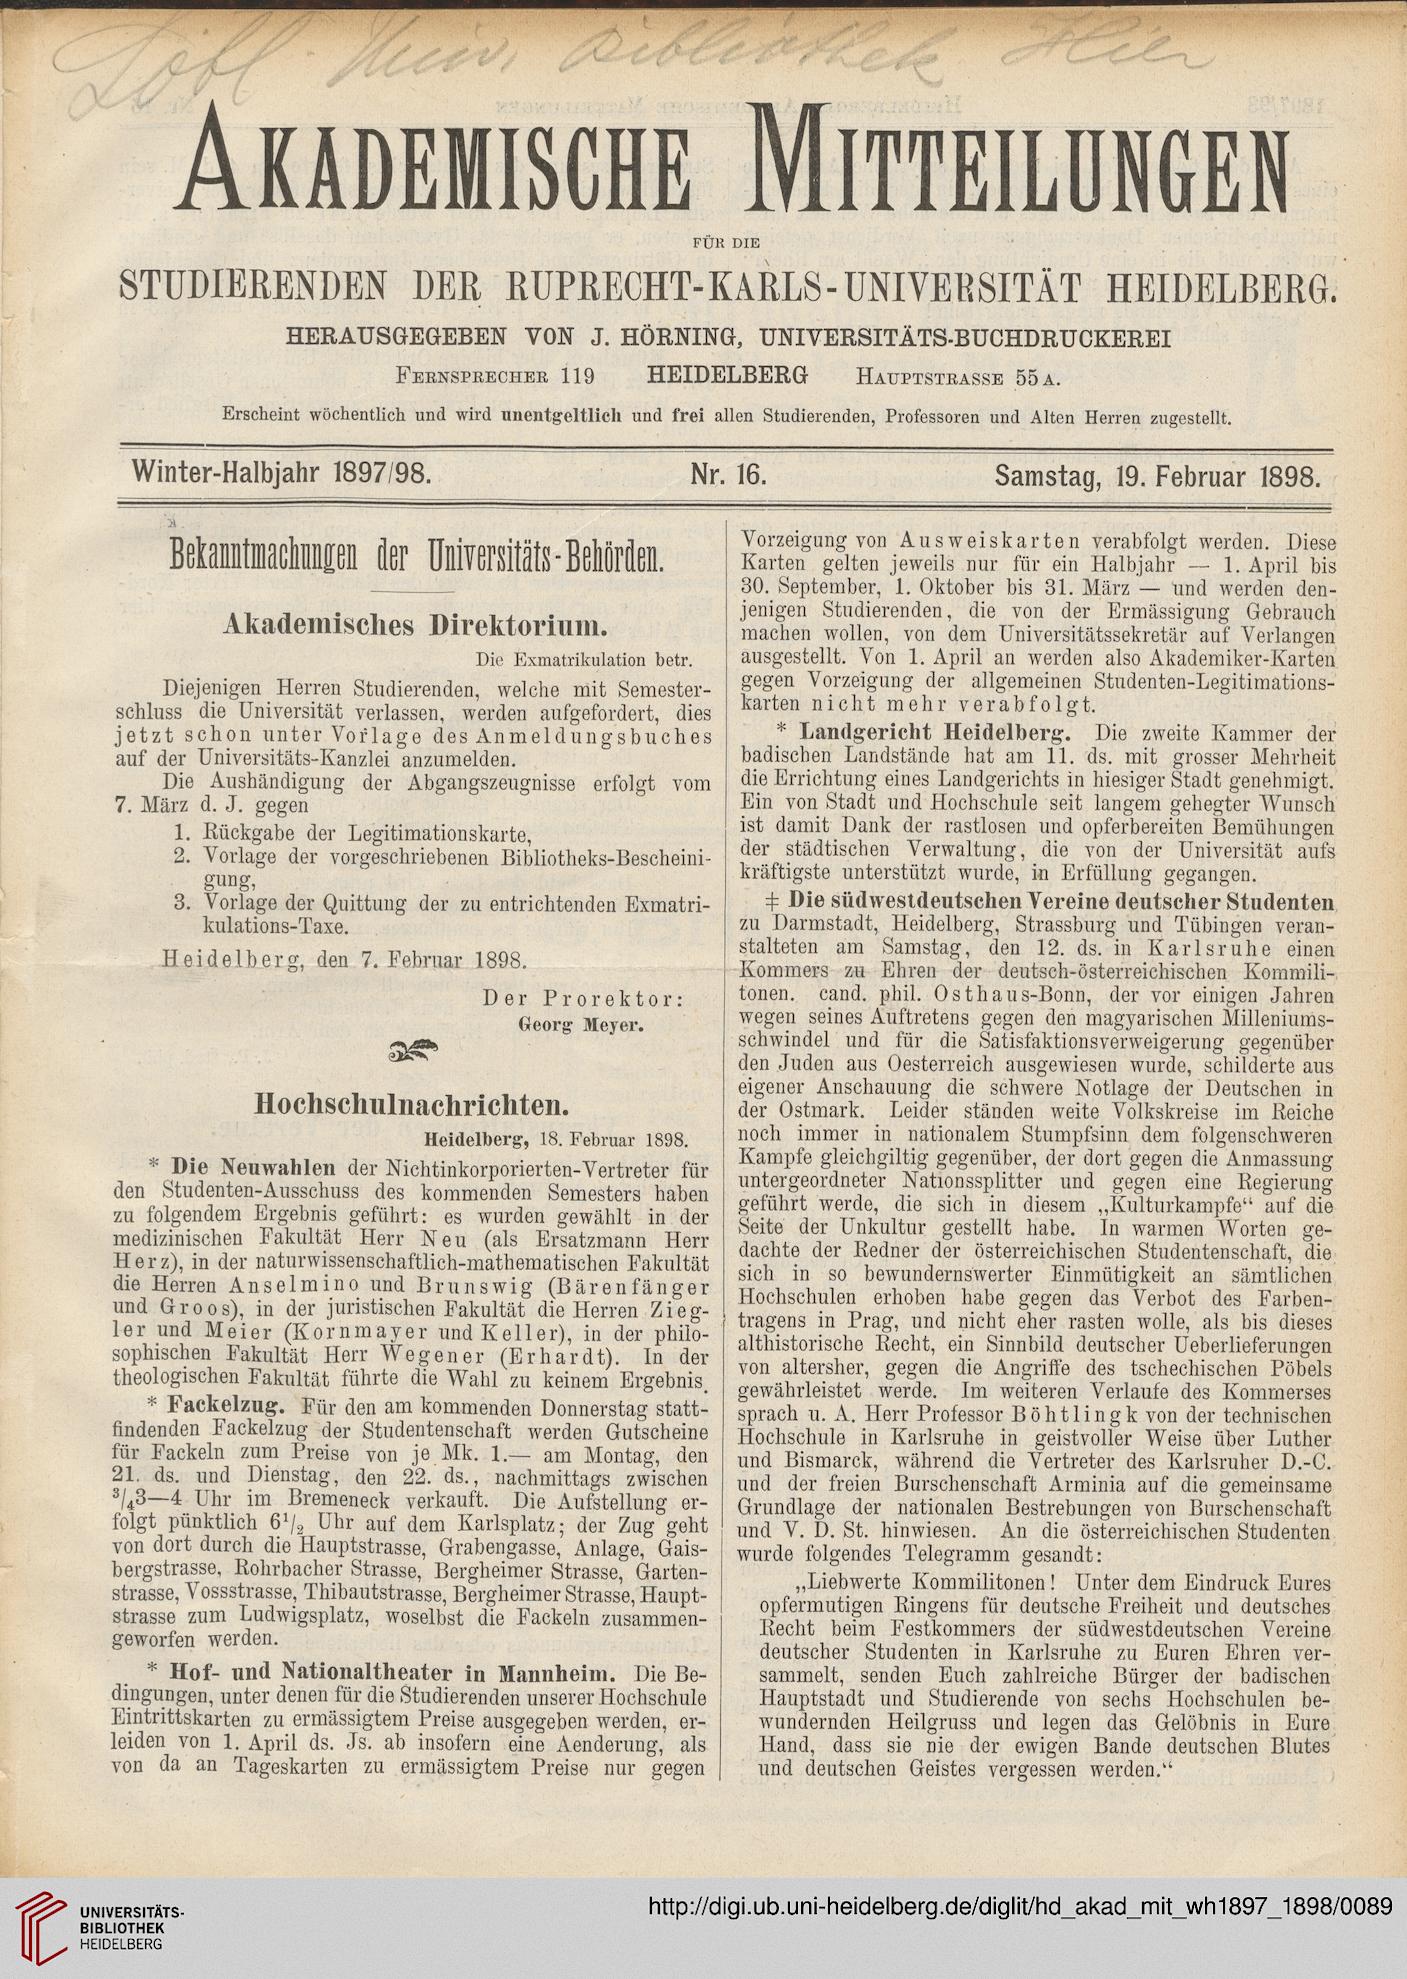 Löbl. Univ. Bibliothek Hier
AKADEMISCHE MITTEILUNGEN
FÜR DIE
STUDIERENDEN DER RUPRECHT-KARLS-UNIVERSITÄT HEIDELBERG.
HERAUSGEGEBEN VON J. HÖRNING, UNIVERSITÄTS-BUCHDRUCKEREI
FERNSPRECHER 119 HEIDELBERG HAUPTSTRASSE 55 A.
Erscheint wöchentlich und wird unentgeltlich und frei allen Studierenden, Professoren und Alten Herren zugestellt.
Winter-Halbjahr 1897/98. Nr. 16. Samstag, 19. Februar 1898.
Bekanntmachungen der Universitäts-Behörden.
Akademisches Direktorium.
Die Exmatrikulation betr.
Diejenigen Herren Studierenden, welche mit Semester-
schluss die Universität verlassen, werden aufgefordert, dies
jetzt schon unter Vorlage des Anmeldungsbuches
auf der Universitäts-Kanzlei anzumelden.
Die Aushändigung der Abgangszeugnisse erfolgt vom
7. März d. J. gegen
1. Rückgabe der Legitimationskarte,
2. Vorlage der vorgeschriebenen Bibliotheks-Bescheini-
gung,
3. Vorlage der Quittung der zu entrichtenden Exmatri-
kulations-Taxe.
Heidelberg, den 7. Februar 1898.
Der Prorektor:
Georg Meyer.
Hochschulnachrichten.
Heidelberg, 18. Februar 1898.
* Die Neuwahlen der Nichtinkorporierten-Vertreter für
den Studenten-Ausschuss des kommenden Semesters haben
zu folgendem Ergebnis geführt: es wurden gewählt in der
medizinischen Fakultät Herr Neu (als Ersatzmann Herr
Herz), in der naturwissenschaftlich-mathematischen Fakultät
die Herren Anselmino und Brunswig (Bärenfänger
und Groos), in der juristischen Fakultät die Herren Zieg-
ler und Meier (Kornmayer und Keller), in der philo-
sophischen Fakultät Herr Wegener (Erhardt). In der
theologischen Fakultät führte die Wahl zu keinem Ergebnis.
* Fackelzug. Für den am kommenden Donnerstag statt-
findenden Fackelzug der Studentenschaft werden Gutscheine
für Fackeln zum Preise von je Mk. 1.— am Montag, den
21. ds. und Dienstag, den 22. ds., nachmittags zwischen
3/4 3—4 Uhr im Bremeneck verkauft. Die Aufstellung er-
folgt pünktlich 6 1/2 Uhr auf dem Karlsplatz; der Zug geht
von dort durch die Hauptstrasse, Grabengasse, Anlage, Gais-
bergstrasse, Rohrbacher Strasse, Bergheimer Strasse, Garten-
strasse, Vossstrasse, Thibautstrasse, Bergheimer Strasse, Haupt-
strasse zum Ludwigsplatz, woselbst die Fackeln zusammen-
geworfen werden.
* Hof- und Nationaltheater in Mannheim. Die Be-
dingungen, unter denen für die Studierenden unserer Hochschule
Eintrittskarten zu ermässigtem Preise ausgegeben werden, er-
leiden von 1. April ds. Js. ab insofern eine Aenderung, als
von da an Tageskarten zu ermässigtem Preise nur gegen
Vorzeigung von Ausweiskarten verabfolgt werden. Diese
Karten gelten jeweils nur für ein Halbjahr — 1. April bis
30. September, 1. Oktober bis 31. März — und werden den-
jenigen Studierenden, die von der Ermässigung Gebrauch
machen wollen, von dem Universitätssekretär auf Verlangen
ausgestellt. Von 1. April an werden also Akademiker-Karten
gegen Vorzeigung der allgemeinen Studenten-Legitimations-
karten nicht mehr verabfolgt.
* Landgericht Heidelberg. Die zweite Kammer der
badischen Landstände hat am 11. ds. mit grosser Mehrheit
die Errichtung eines Landgerichts in hiesiger Stadt genehmigt.
Ein von Stadt und Hochschule seit langem gehegter Wunsch
ist damit Dank der rastlosen und opferbereiten Bemühungen
der städtischen Verwaltung, die von der Universität aufs
kräftigste unterstützt wurde, in Erfüllung gegangen.
‡ Die südwestdeutschen Vereine deutscher Studenten
zu Darmstadt, Heidelberg, Strassburg und Tübingen veran-
stalteten am Samstag, den 12. ds. in Karlsruhe einen
Kommers zu Ehren der deutsch-österreichischen Kommili-
tonen. cand. phil. Osthaus-Bonn, der vor einigen Jahren
wegen seines Auftretens gegen den magyarischen Milleniums-
schwindel und für die Satisfaktionsverweigerung gegenüber
den Juden aus Oesterreich ausgewiesen wurde, schilderte aus
eigener Anschauung die schwere Notlage der Deutschen in
der Ostmark. Leider ständen weite Volkskreise im Reiche
noch immer in nationalem Stumpfsinn dem folgenschweren
Kampfe gleichgiltig gegenüber, der dort gegen die Anmassung
untergeordneter Nationssplitter und gegen eine Regierung
geführt werde, die sich in diesem „Kulturkampfe“ auf die
Seite der Unkultur gestellt habe. In warmen Worten ge-
dachte der Redner der österreichischen Studentenschaft, die
sich in so bewundernswerter Einmütigkeit an sämtlichen
Hochschulen erhoben habe gegen das Verbot des Farben-
tragens in Prag, und nicht eher rasten wolle, als bis dieses
althistorische Recht, ein Sinnbild deutscher Ueberlieferungen
von altersher, gegen die Angriffe des tschechischen Pöbels
gewährleistet werde. Im weiteren Verlaufe des Kommerses
sprach u. A. Herr Professor Böhtlingk von der technischen
Hochschule in Karlsruhe in geistvoller Weise über Luther
und Bismarck, während die Vertreter des Karlsruher D.-C.
und der freien Burschenschaft Arminia auf die gemeinsame
Grundlage der nationalen Bestrebungen von Burschenschaft
und V. D. St. hinwiesen. An die österreichischen Studenten
wurde folgendes Telegramm gesandt:
„Liebwerte Kommilitonen! Unter dem Eindruck Eures
opfermutigen Ringens für deutsche Freiheit und deutsches
Recht beim Festkommers der südwestdeutschen Vereine
deutscher Studenten in Karlsruhe zu Euren Ehren ver-
sammelt, senden Euch zahlreiche Bürger der badischen
Hauptstadt und Studierende von sechs Hochschulen be-
wundernden Heilgruss und legen das Gelöbnis in Eure
Hand, dass sie nie der ewigen Bande deutschen Blutes
und deutschen Geistes vergessen werden.“
UNIVERSITÄTS-
BIBLIOTHEK
HEIDELBERG
http://digi.ub.uni-heidelberg.de/diglit/hd_akad_mit_wh1897_1898/0089